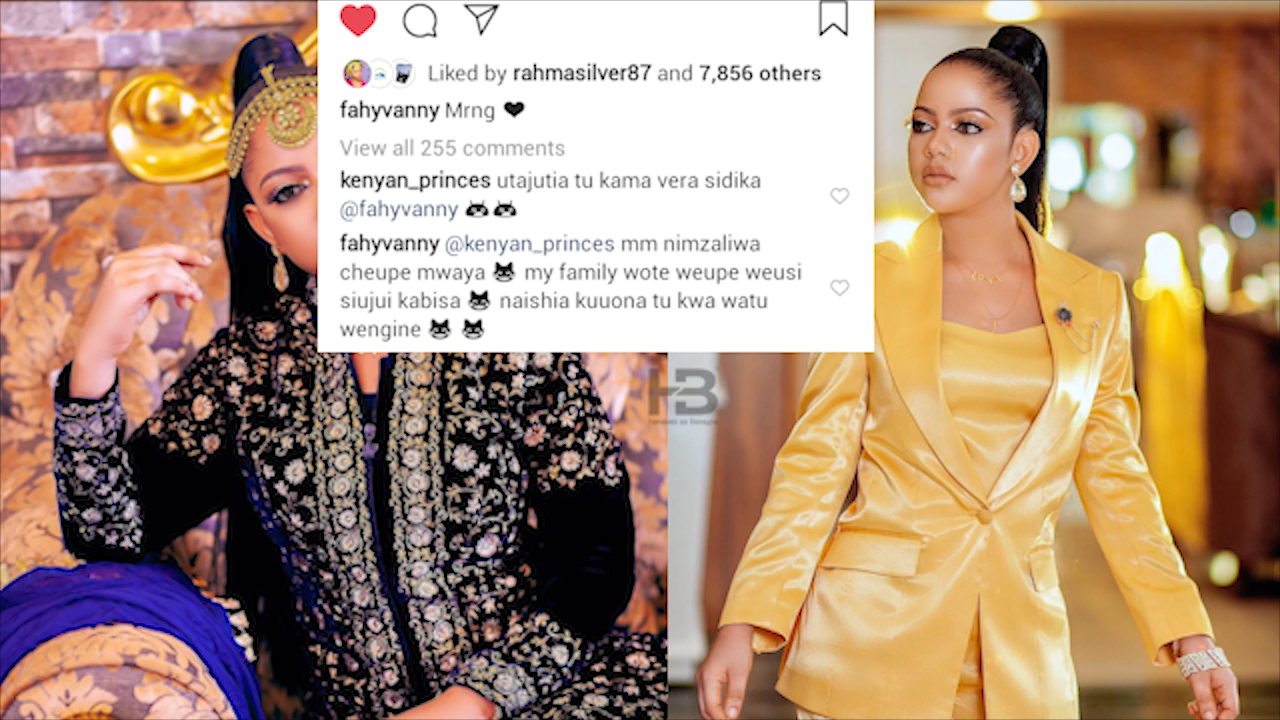 Liked by rahmasilver87 and 7,856 others
fahyvanny Mrng 🖤
View all 255 comments
kenyan_princes utajutia tu kama vera sidika
@fahyvanny
fahyvanny @kenyan_princes mm nimzaliwa
cheupe mwaya my family wote weupe weusi
siujui kabisa naishia kuuona tu kwa watu
wengine
HB